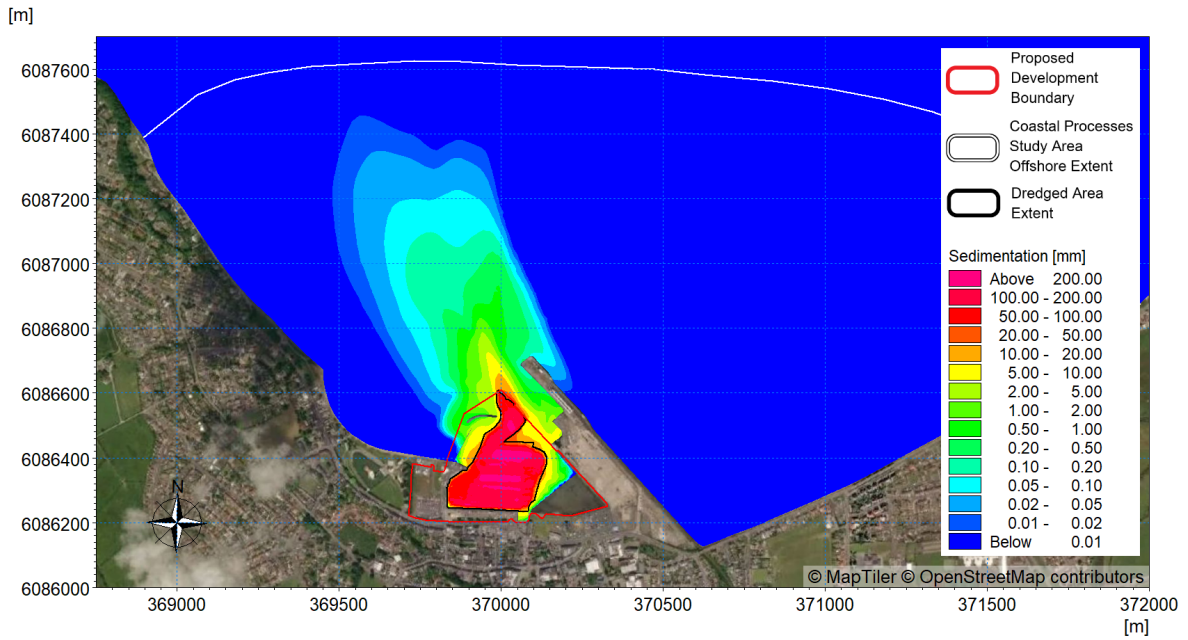 [m]
6087600
6087400
6087200
6087000
6086800
6086600
6086400
6086200
6086000
369000
369500
370000
370500
371000
371500
372000
[m]
N
Proposed
Development
Boundary
Coastal Processes
Study Area
Offshore Extent
Dredged Area
Extent
Sedimentation [mm]
Above 200.00
100.00 - 200.00
50.00 - 100.00
20.00 - 50.00
10.00 - 20.00
5.00 - 10.00
2.00 - 5.00
1.00 - 2.00
0.50 - 1.00
0.20 - 0.50
0.10 - 0.20
0.05 - 0.10
0.02 - 0.05
0.01 - 0.02
Below 0.01
© MapTiler © OpenStreetMap contributors